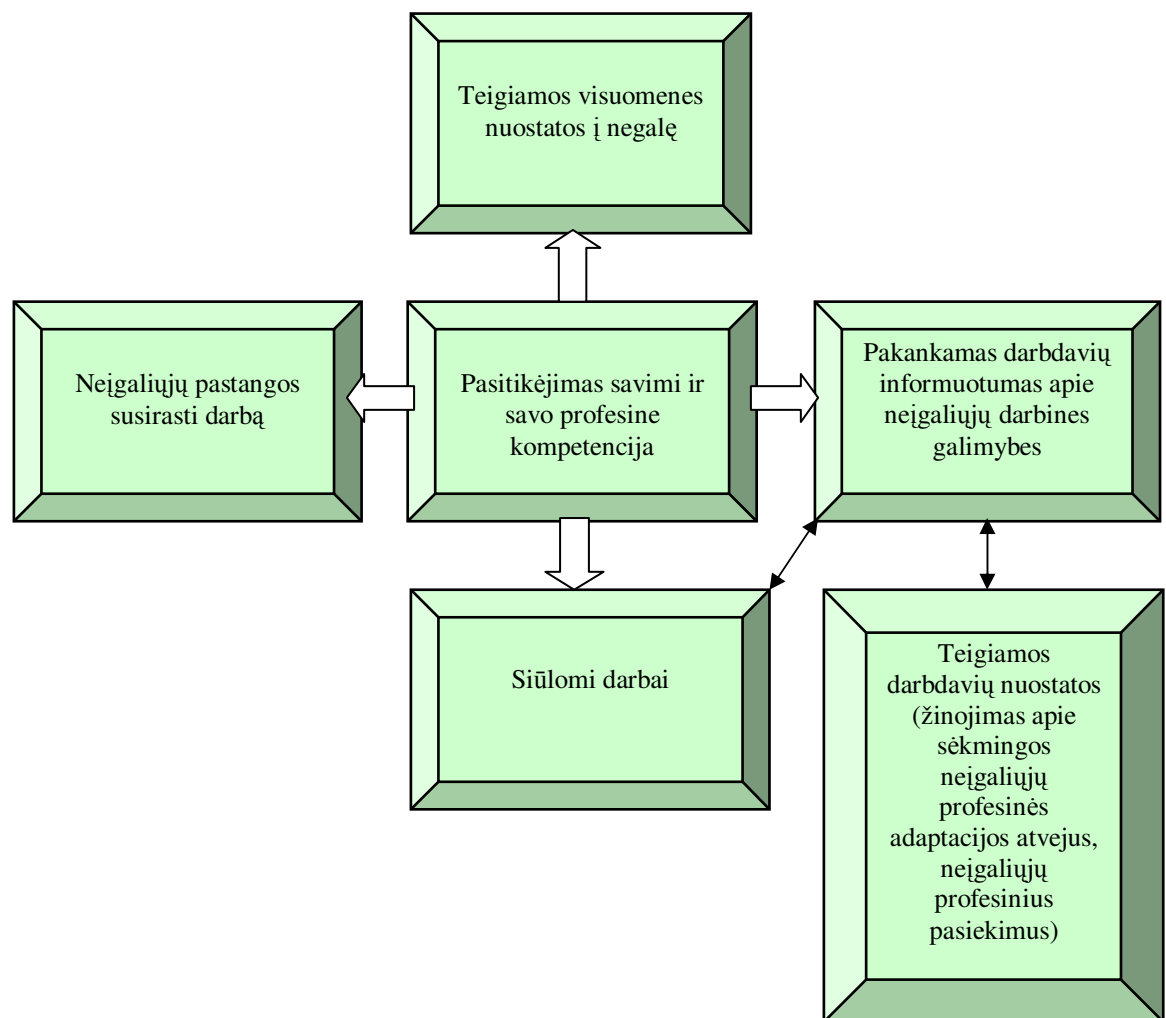 Teigiamos visuomenes
nuostatos į negalę
Neįgaliųjų pastangos
susirasti darbą
Pasitikėjimas savimi ir
savo profesine
kompetencija
Pakankamas darbdavių
informuotumas apie
neįgaliųjų darbines
galimybes
Siūlomi darbai
Teigiamos
darbdavių nuostatos
(žinojimas apie
sėkmingos
neįgaliųjų
profesinės
adaptacijos atvejus,
neįgaliųjų
profesinius
pasiekimus)